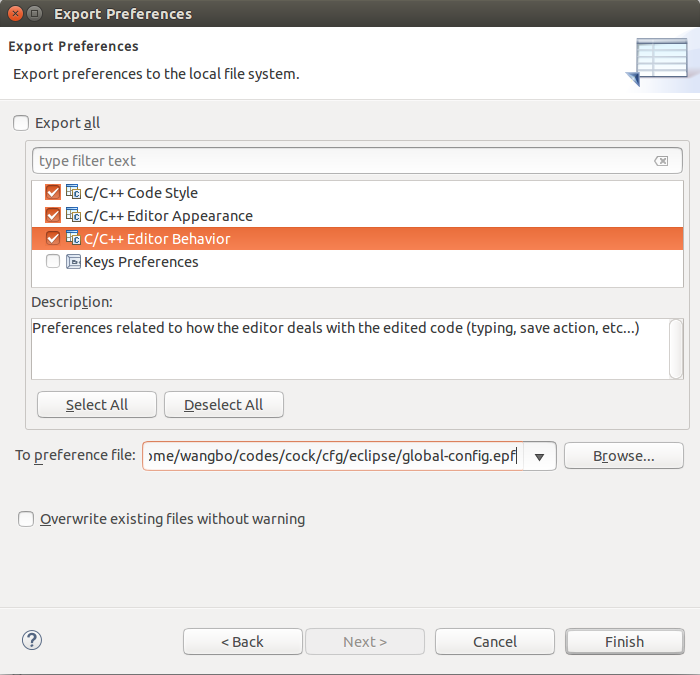 Export Preferences
Export Preferences
Export preferences to the local file system.
Export all
type filter text
C/C++ Code Style
C/C++ Editor Appearance
C/C++ Editor Behavior
Keys Preferences
Description:
Preferences related to how the editor deals with the edited code (typing, save action, etc...)
Select All Deselect All
To preference file: ome/wangbo/codes/cock/cfg/eclipse/global-config.epf Browse...
Overwrite existing files without warning
? < Back Next > Cancel Finish